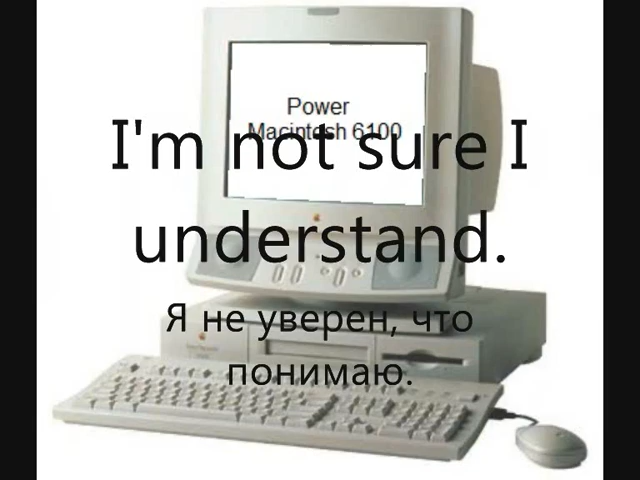 Power
Macintosh 6100
I'm not sure I
understand.
Я не уверен, что
понимаю.